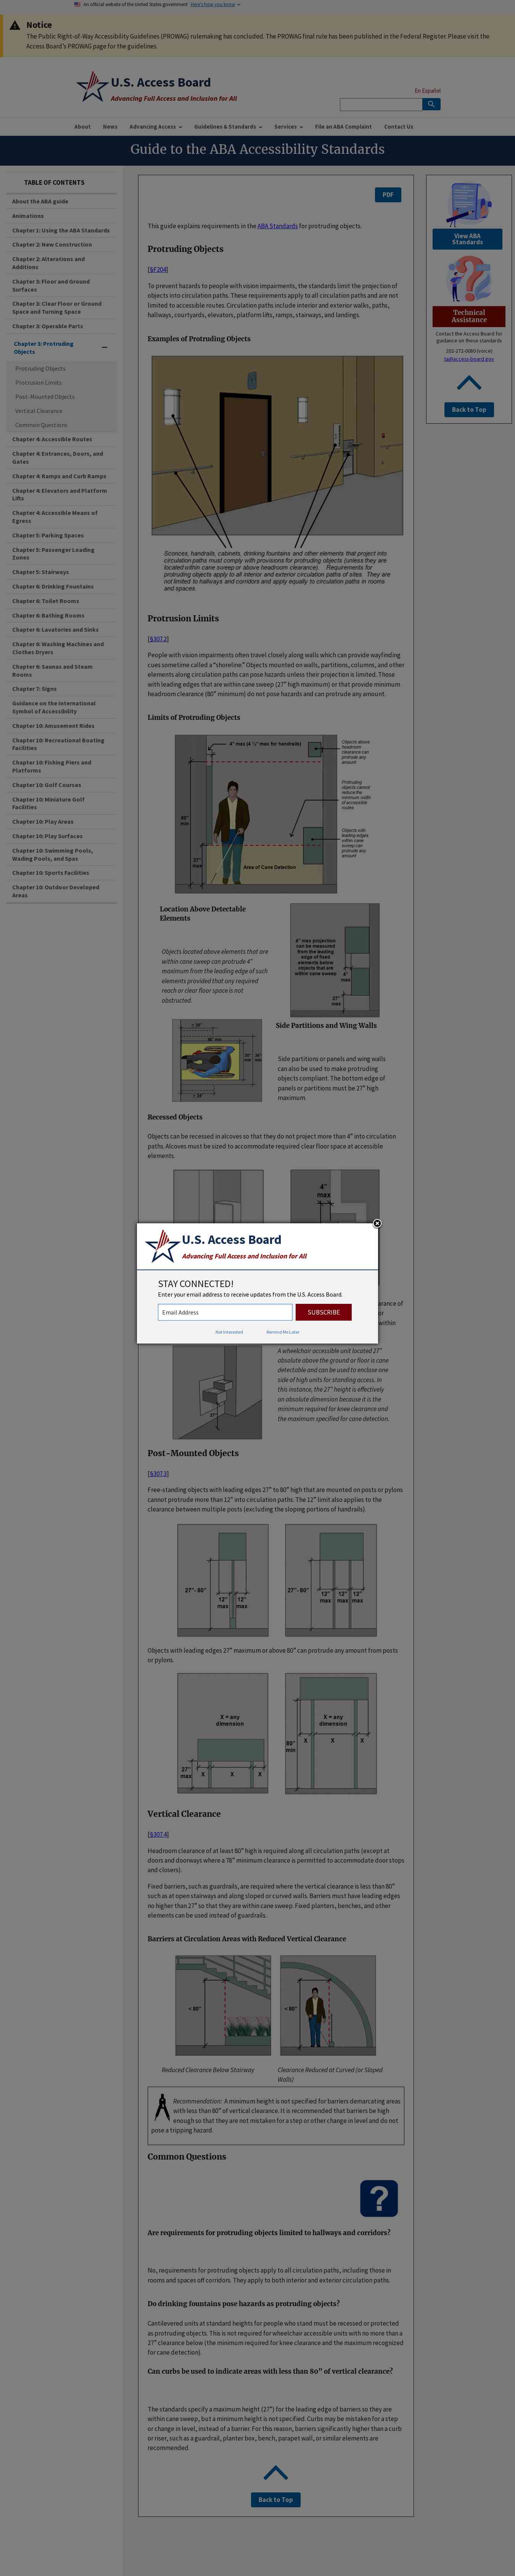 An official website of the United States government Here's how you know
Notice
The Public Right-of-Way Accessibility Guidelines (PROWAG) rulemaking has concluded. The PROWAG final rule has been published in the Federal Register. Please visit the
Access Board's PROWAG page for the guidelines.
U.S. Access Board
Advancing Full Access and Inclusion for All
En Español
About
News
Advancing Access
Guidelines & Standards
Services
File an ABA Complaint
Contact Us
Guide to the ABA Accessibility Standards
TABLE OF CONTENTS
About the ABA guide
Animations
Chapter 1: Using the ABA Standards
Chapter 2: New Construction
Chapter 2: Alterations and
Additions
Chapter 3: Floor and Ground
Surfaces
Chapter 3: Clear Floor or Ground
Space and Turning Space
Chapter 3: Operable Parts
Chapter 3: Protruding
Objects
Protruding Objects
Protrusion Limits
Post-Mounted Objects
Vertical Clearance
Common Questions
Chapter 4: Accessible Routes
Chapter 4: Entrances, Doors, and
Gates
Chapter 4: Ramps and Curb Ramps
Chapter 4: Elevators and Platform
Lifts
Chapter 4: Accessible Means of
Egress
Chapter 5: Parking Spaces
Chapter 5: Passenger Loading
Zones
Chapter 5: Stairways
Chapter 6: Drinking Fountains
Chapter 6: Toilet Rooms
Chapter 6: Bathing Rooms
Chapter 6: Lavatories and Sinks
Chapter 6: Washing Machines and
Clothes Dryers
Chapter 6: Saunas and Steam
Rooms
Chapter 7: Signs
Guidance on the International
Symbol of Accessibility
Chapter 10: Amusement Rides
Chapter 10: Recreational Boating
Facilities
Chapter 10: Fishing Piers and
Platforms
Chapter 10: Golf Courses
Chapter 10: Miniature Golf
Facilities
Chapter 10: Play Areas
Chapter 10: Play Surfaces
Chapter 10: Swimming Pools,
Wading Pools, and Spas
Chapter 10: Sports Facilities
Chapter 10: Outdoor Developed
Areas
PDF
This guide explains requirements in the ABA Standards for protruding objects.
Protruding Objects
[§F204]
To prevent hazards to people with vision impairments, the standards limit the projection of
objects into circulation paths. These requirements apply to all circulation paths and are not
limited to accessible routes. Circulation paths include interior and exterior walks, paths,
hallways, courtyards, elevators, platform lifts, ramps, stairways, and landings.
Examples of Protruding Objects
Sconces, handrails, signs, drinking fountains and other elements that project into
circulation paths must comply with provisions for protruding objects (unless they are
located either within cane sweep or above headroom clearance). Requirements for
protruding objects apply to all interior and exterior circulation paths of sites. They are not
limited to hallways and corridors and apply equally to circulation paths in rooms and
spaces.
Protrusion Limits
[§307.2]
People with vision impairments often travel closely along walls which can provide wayfinding
cues sometime called a "shoreline." Objects mounted on walls, partitions, columns, and other
elements along circulation paths can pose hazards unless their projection is limited. Those
with leading edges that are within cane sweep (27" high maximum) or that provide minimum
headroom clearance (80" minimum) do not pose hazards and can protrude any amount.
Limits of Protruding Objects
4" max (4 ½" max for handrails)
80" min
27" max
Area of Cane Detection
Objects above
headroom
clearance can
protrude any
amount
Protruding
objects cannot
reduce the
minimum width
of accessible
routes
Objects with
leading edges
within cane
sweep can
protrude any
amount
Location Above Detectable
Elements
Objects located above elements that are
within cane sweep can protrude 4"
maximum from the leading edge of such
elements provided that any required
reach or clear floor space is not
obstructed.
4" max projection
can be measured
from the leading
edge of fixed
elements below
objects that are
within cane sweep
4"
max
27"
max
Side Partitions and Wing Walls
Side partitions or panels and wing walls
can also be used to make protruding
objects compliant. The bottom edge of
panels or partitions must be 27" high
maximum.
Recessed Objects
Objects can be recessed in alcoves so that they do not project more than 4" into circulation
paths. Alcoves must be sized to accommodate required clear floor space at accessible
elements.
4"
max
U.S. Access Board
Advancing Full Access and Inclusion for All
STAY CONNECTED!
Enter your email address to receive updates from the U.S. Access Board.
Email Address
SUBSCRIBE
Not Interested
Remind Me Later
A wheelchair accessible unit located 27"
absolute above the ground or floor is cane
detectable and can be used to enclose one
side of high units for standing access. In
this instance, the 27" height is effectively
an absolute dimension because it is the
minimum required for knee clearance and
the maximum specified for cane detection.
27"
Post-Mounted Objects
[§307.3]
Free-standing objects with leading edges 27" to 80" high that are mounted on posts or pylons
cannot protrude more than 12" into circulation paths. The 12" limit also applies to the
clearance between multiple posts (excluding the sloping portions of handrails).
27"- 80"
12" max
12" max
27"- 80"
12" max
12" max
12" max
Objects with leading edges 27" maximum or above 80" can protrude any amount from posts
or pylons.
X = any
dimension
27"
max
X X X
X = any
dimension
X X X
80"
min
Vertical Clearance
[§307.4]
Headroom clearance of at least 80" high is required along all circulation paths (except at
doors and doorways where a 78" minimum clearance is permitted to accommodate door stops
and closers).
Fixed barriers, such as guardrails, are required where the vertical clearance is less than 80"
such as at open stairways and along sloped or curved walls. Barriers must have leading edges
no higher than 27" so that they are within cane sweep. Fixed planters, benches, and other
elements can be used instead of guardrails.
Barriers at Circulation Areas with Reduced Vertical Clearance
< 80"
< 80"
Reduced Clearance Below Stairway
Clearance Reduced at Curved (or Sloped
Walls)
Recommendation: A minimum height is not specified for barriers demarcating areas
with less than 80" of vertical clearance. It is recommended that barriers be high
enough so that they are not mistaken for a step or other change in level and do not
pose a tripping hazard.
Common Questions
?
Are requirements for protruding objects limited to hallways and corridors?
No, requirements for protruding objects apply to all circulation paths, including those in
rooms and spaces off corridors. They apply to both interior and exterior circulation paths.
Do drinking fountains pose hazards as protruding objects?
Cantilevered units at standard heights for people who stand must be recessed or protected
as protruding objects. This is not required for wheelchair accessible units with no more than a
27" clearance below (the minimum required for knee clearance and the maximum recognized
for cane detection).
Can curbs be used to indicate areas with less than 80" of vertical clearance?
The standards specify a maximum height (27") for the leading edge of barriers so they are
within cane sweep, but a minimum height is not specified. Curbs may be mistaken for a step
or change in level, instead of a barrier. For this reason, barriers significantly higher than a curb
or riser, such as a guardrail, planter box, bench, parapet wall, or similar elements are
recommended.
Back to Top
View ABA
Standards
Technical
Assistance
Contact the Access Board for
guidance on these standards
202-272-0080 (voice)
ta@access-board.gov
Back to Top